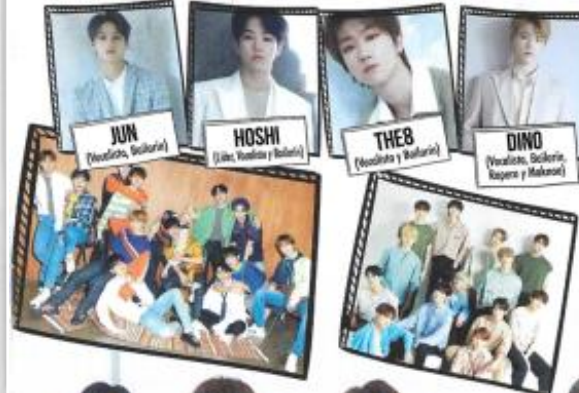 JUN
(Vocalista, Bailarín)
HOSHI
(Líder, Vocalista y Bailarín)
THE8
(Vocalista y Bailarín)
DINO
(Vocalista, Bailarín,
Rapero y Maknae)